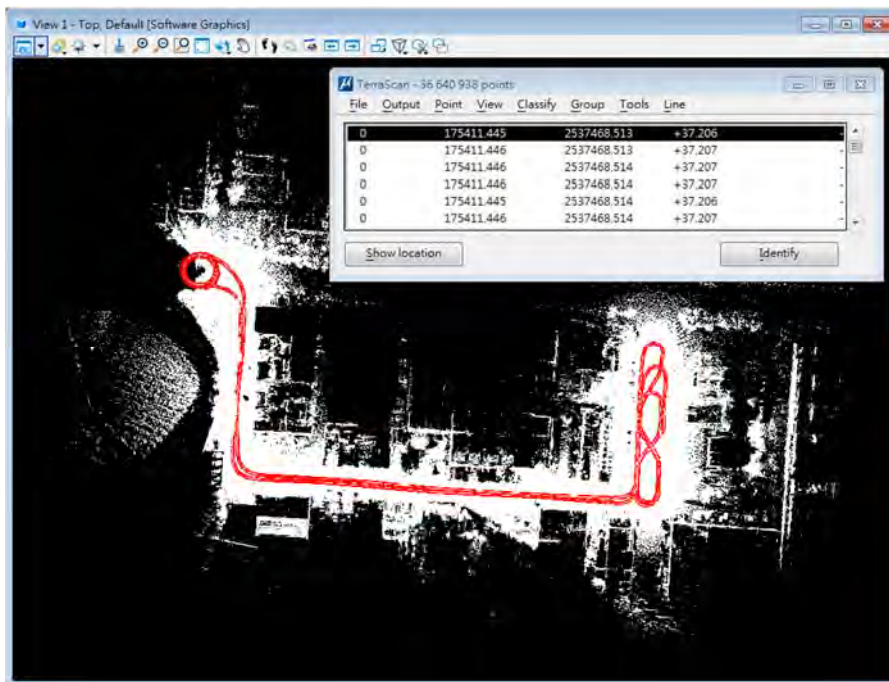 View 1 - Top, Default [Software Graphics]
TerraScan - 36 640 938 points
File Output Point View Classify Group Tools Line
0 175411.445 2537468.513 +37.206 -
0 175411.446 2537468.513 +37.207 -
0 175411.446 2537468.514 +37.207 -
0 175411.446 2537468.514 +37.207 -
0 175411.445 2537468.514 +37.206 -
0 175411.446 2537468.514 +37.207 -
Show location Identify